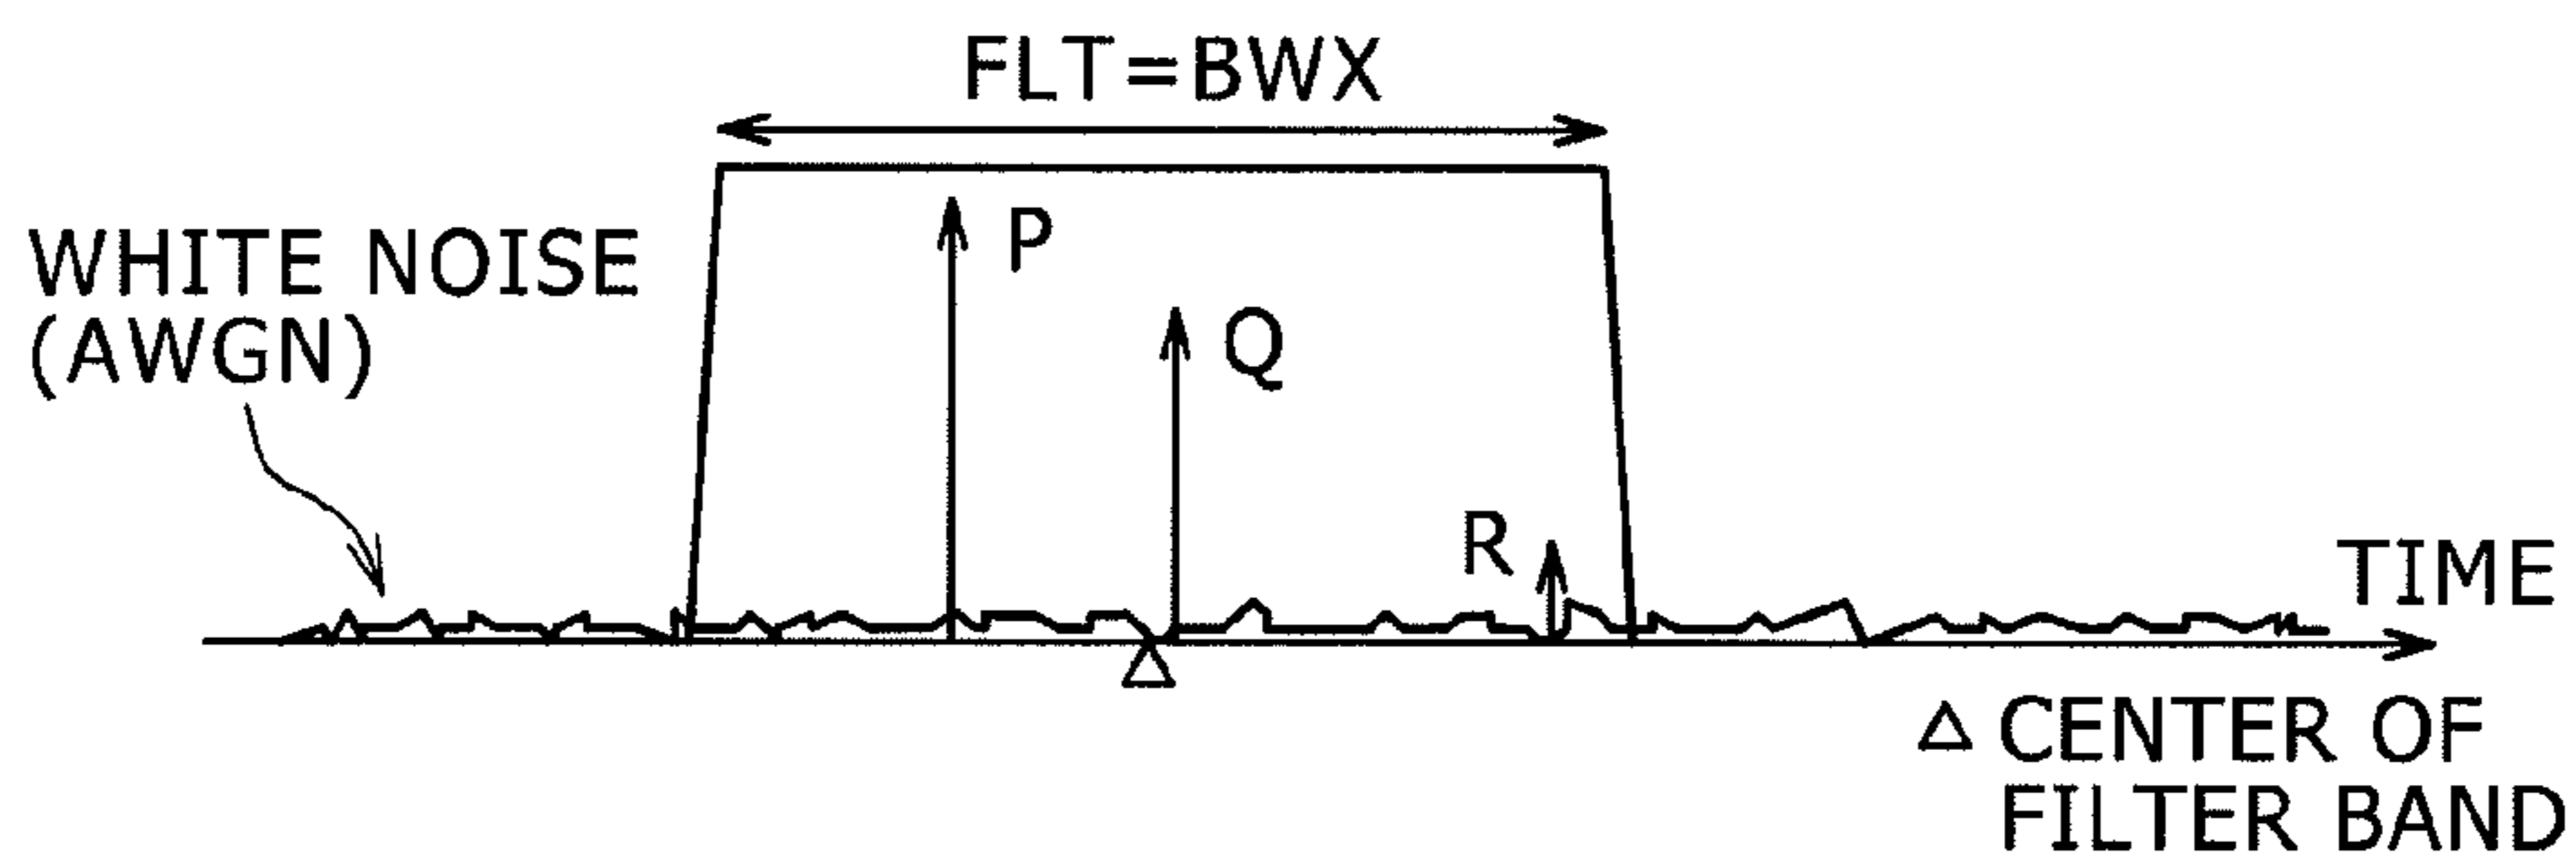 FLT=BWX
WHITE NOISE
(AWGN)
P
Q
R
TIME
△ CENTER OF
FILTER BAND